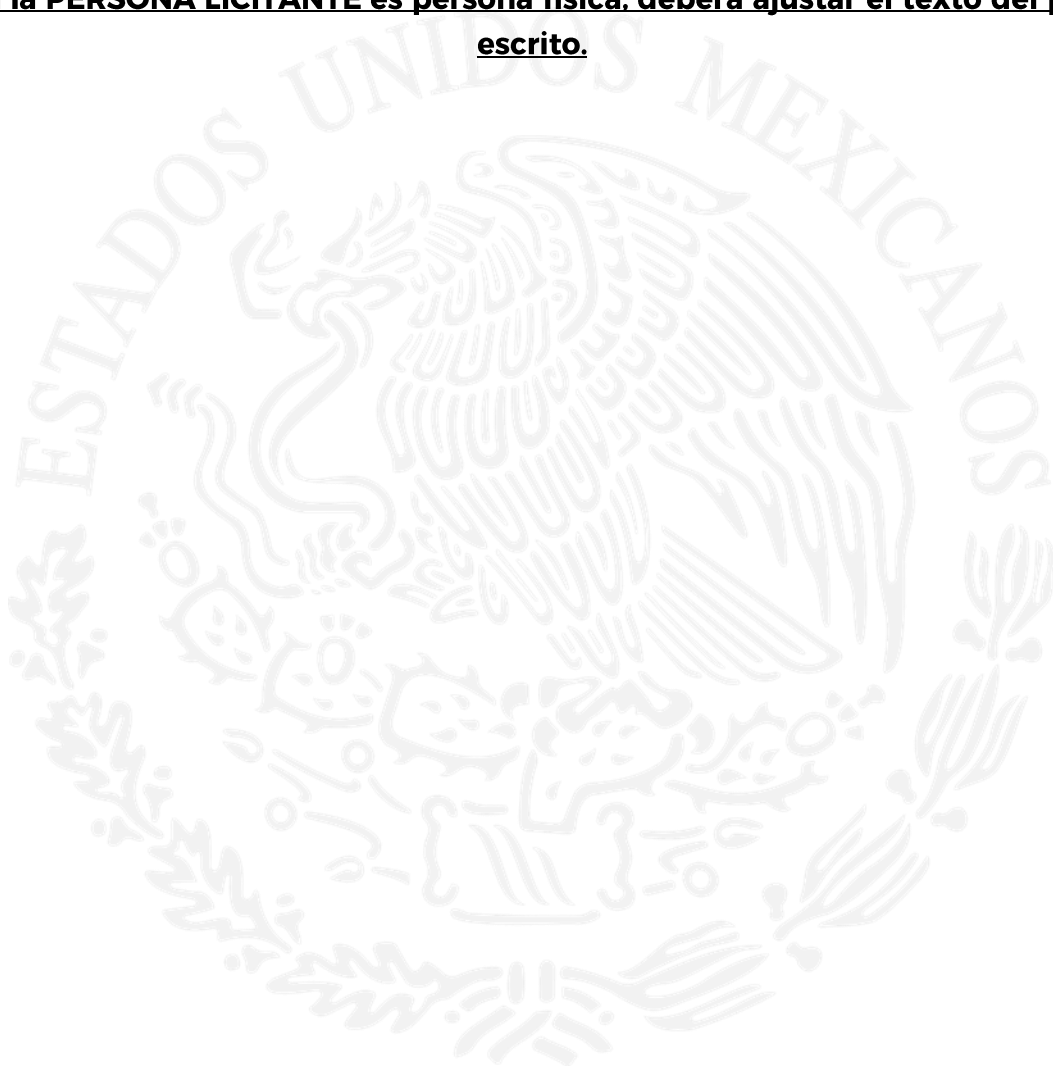 la PERSONA LICITANTE es persona física, deberá ajustar el texto del
escrito.
ESTADOS UNIDOS MEXICANOS